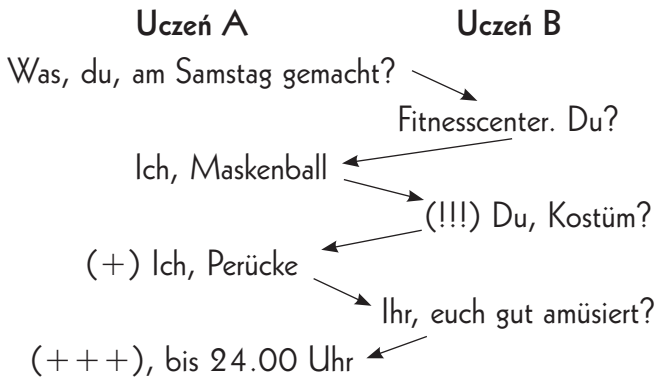 Uczeń A Uczeń B
Was, du, am Samstag gemacht?
Fitnesscenter. Du?
Ich, Maskenball
(!!!) Du, Kostüm?
(+) Ich, Perücke
Ihr, euch gut amüsiert?
(+++), bis 24.00 Uhr